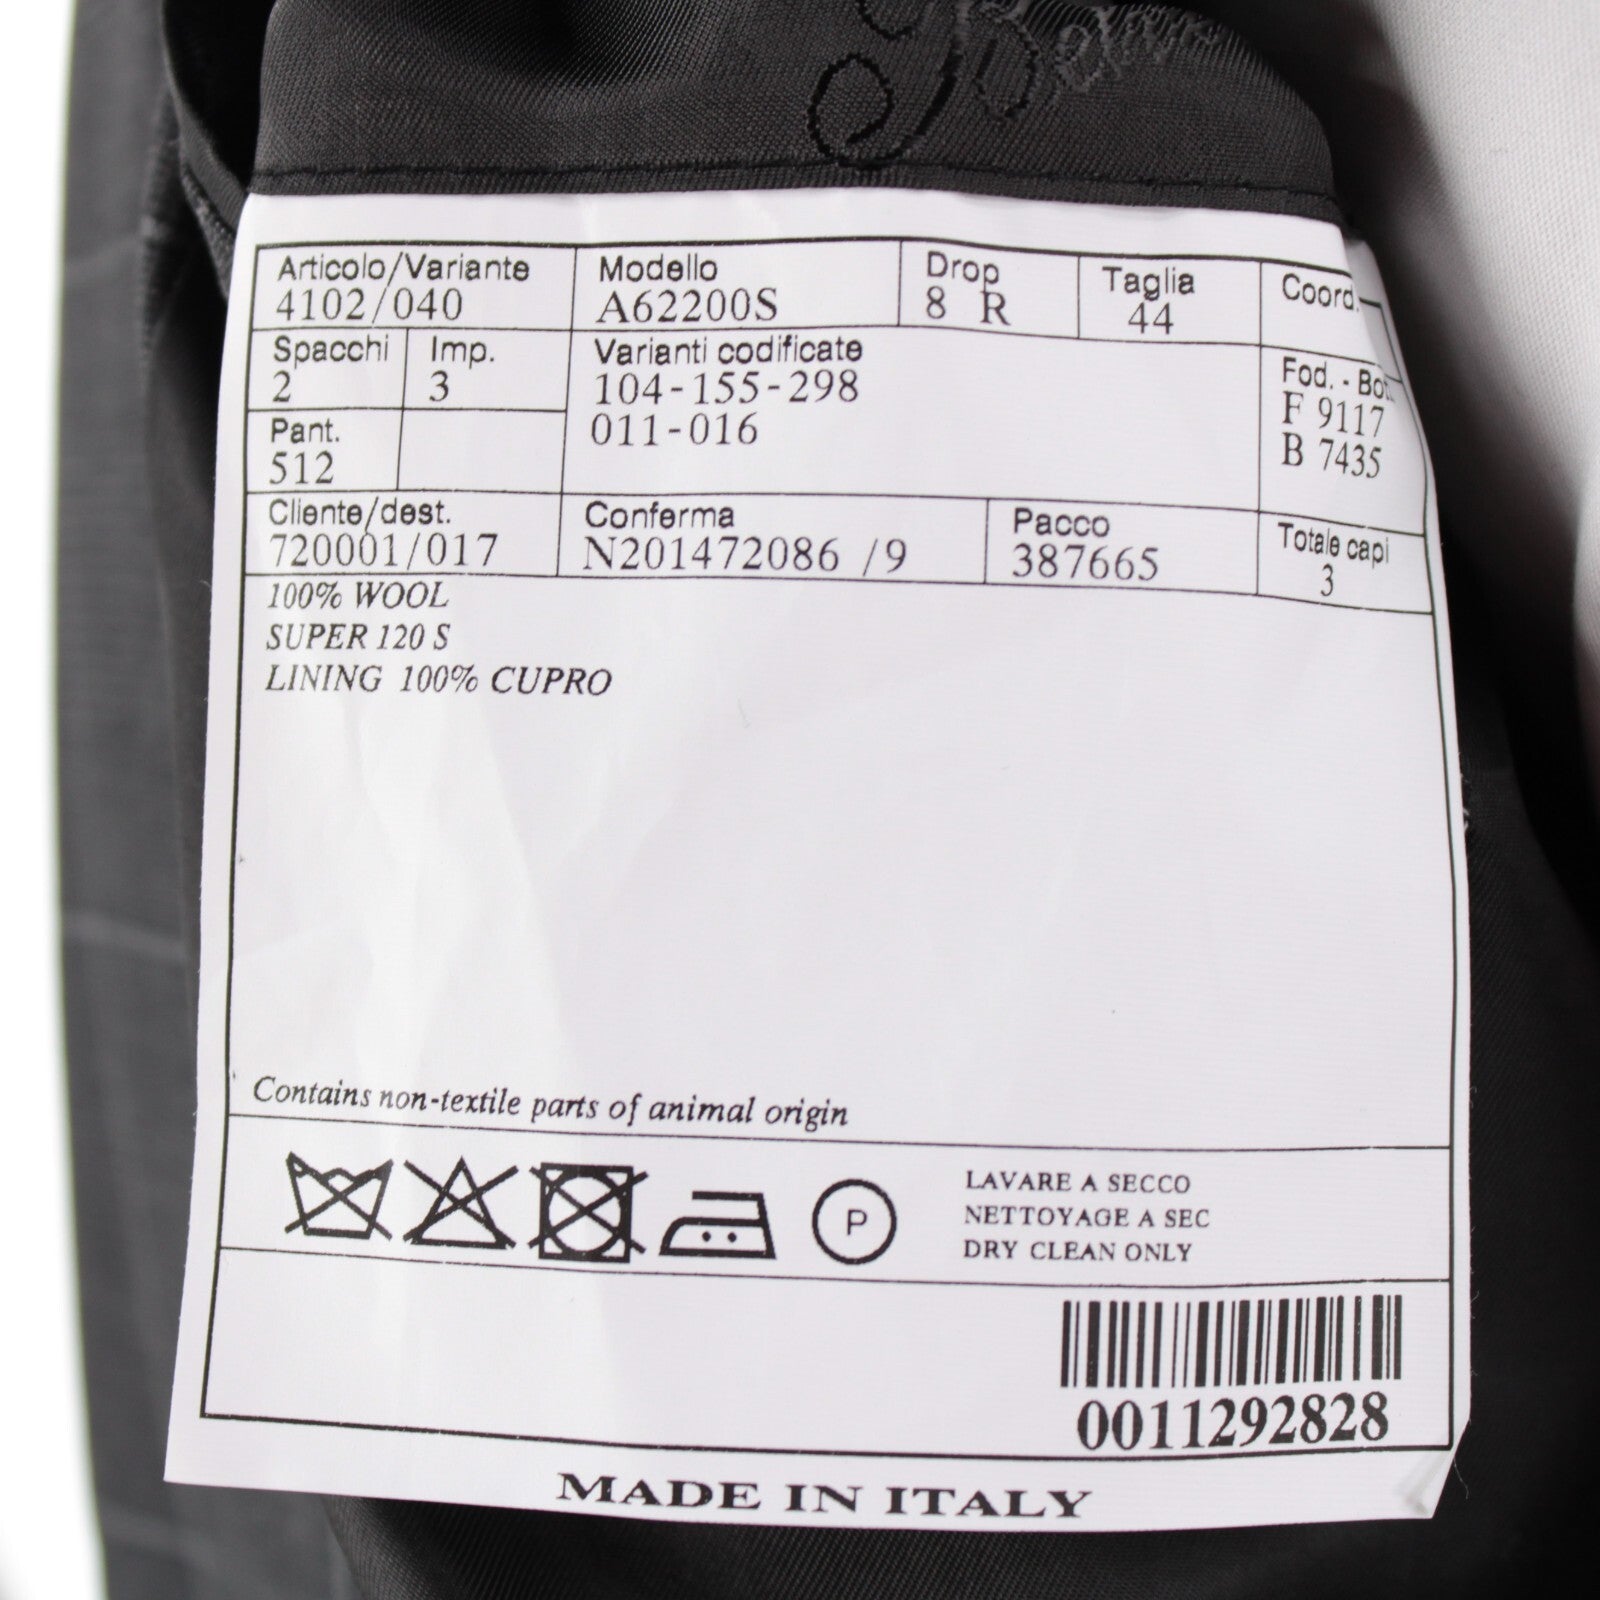 Articolo/Variante
4102/040
Modello
A62200S
Drop
8 R
Taglia
44
Coord.
Spacchi
2
Imp.
3
Varianti codificate
104-155-298
011-016
Fod. - Bot.
F 9117
B 7435
Pant.
512
Cliente/dest.
720001/017
Conferma
N201472086 /9
Pacco
387665
Totale capi
3
100% WOOL
SUPER 120 S
LINING 100% CUPRO
Contains non-textile parts of animal origin
P
LAVARE A SECCO
NETTOYAGE A SEC
DRY CLEAN ONLY
0011292828
MADE IN ITALY